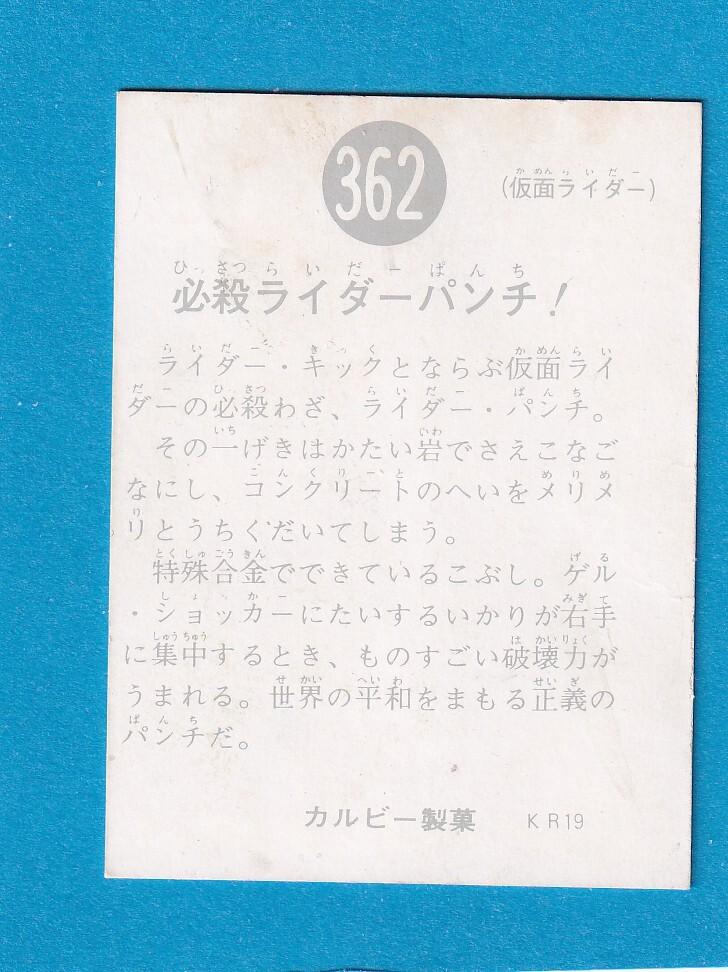 362
(仮面ライダー)
必殺ライダーパンチ!
ライダー・キックとならぶ仮面ライ
ダーの必殺わざ、ライダー・パンチ。
その一げきはかたい岩でさえこなご
なにし、コンクリートのへいをメリメ
リとうちくだいてしまう。
特殊合金でできているこぶし。ゲル
・ショッカーにたいするいかりが右手
に集中するとき、ものすごい破壊力が
うまれる。世界の平和をまもる正義の
パンチだ。
カルビー製菓 KR19